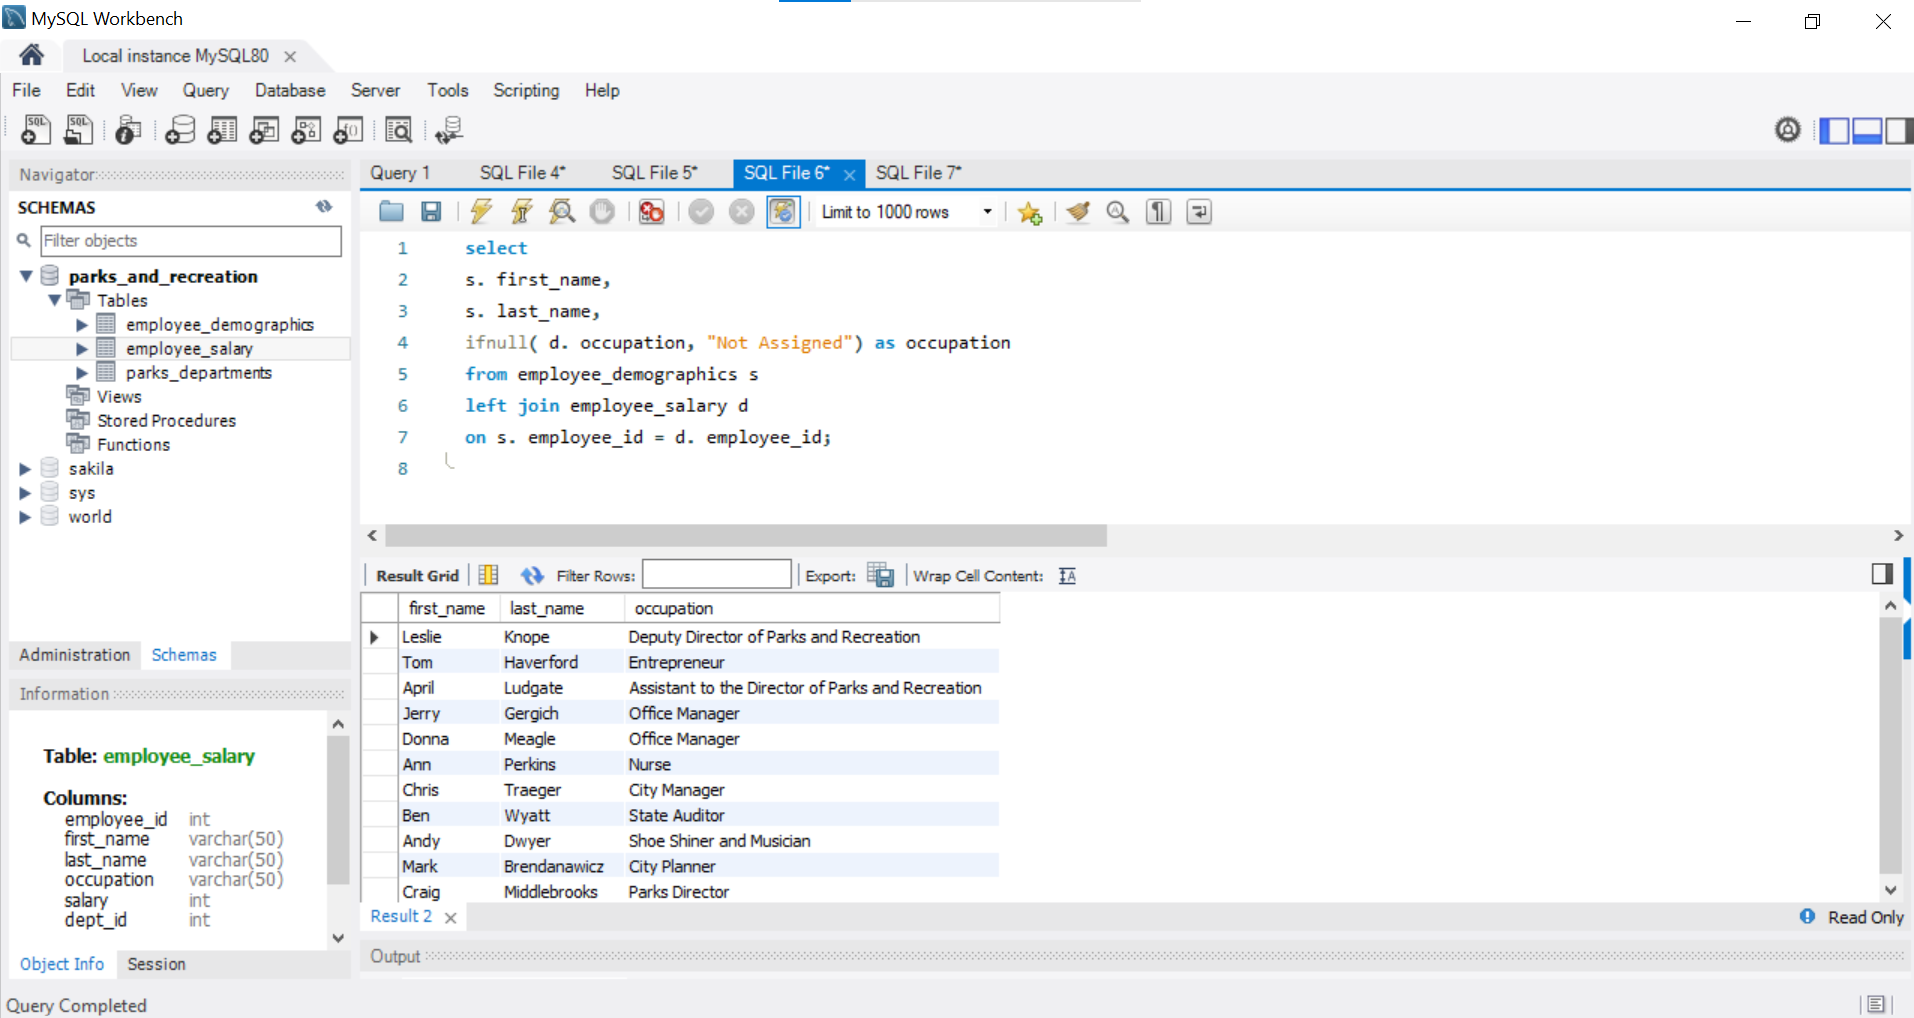 MySQL Workbench
Local instance MySQL80
File Edit View Query Database Server Tools Scripting Help
Navigator
SCHEMAS
Filter objects
parks_and_recreation
Tables
employee_demographics
employee_salary
parks_departments
Views
Stored Procedures
Functions
sakila
sys
world
Administration Schemas
Information
Table: employee_salary
Columns:
employee_id int
first_name varchar(50)
last_name varchar(50)
occupation varchar(50)
salary int
dept_id int
Object Info Session
Query 1 SQL File 4* SQL File 5* SQL File 6* SQL File 7*
Limit to 1000 rows
1 select
2 s. first_name,
3 s. last_name,
4 ifnull( d. occupation, "Not Assigned") as occupation
5 from employee_demographics s
6 left join employee_salary d
7 on s. employee_id = d. employee_id;
8
Result Grid Filter Rows: Export: Wrap Cell Content:
first_name last_name occupation
Leslie Knope Deputy Director of Parks and Recreation
Tom Haverford Entrepreneur
April Ludgate Assistant to the Director of Parks and Recreation
Jerry Gergich Office Manager
Donna Meagle Office Manager
Ann Perkins Nurse
Chris Traeger City Manager
Ben Wyatt State Auditor
Andy Dwyer Shoe Shiner and Musician
Mark Brendanawicz City Planner
Craig Middlebrooks Parks Director
Result 2 Read Only
Output
Query Completed